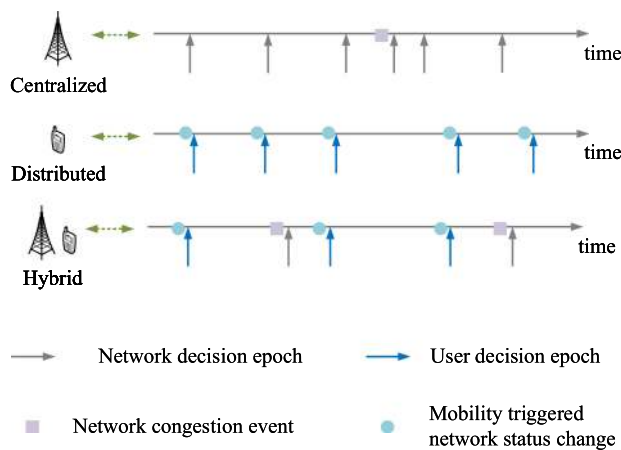 time
Centralized
time
Distributed
time
Hybrid
Network decision epoch
User decision epoch
Network congestion event
Mobility triggered
network status change